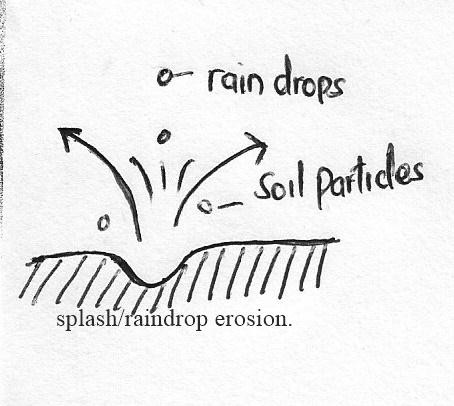 rain drops
soil particles
splash/raindrop erosion.